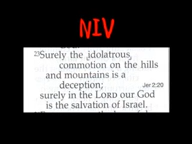 NIV
23Surely the idolatrous
commotion on the hills
and mountains is a
deception; Jer 2:20
surely in the LORD our God
is the salvation of Israel.